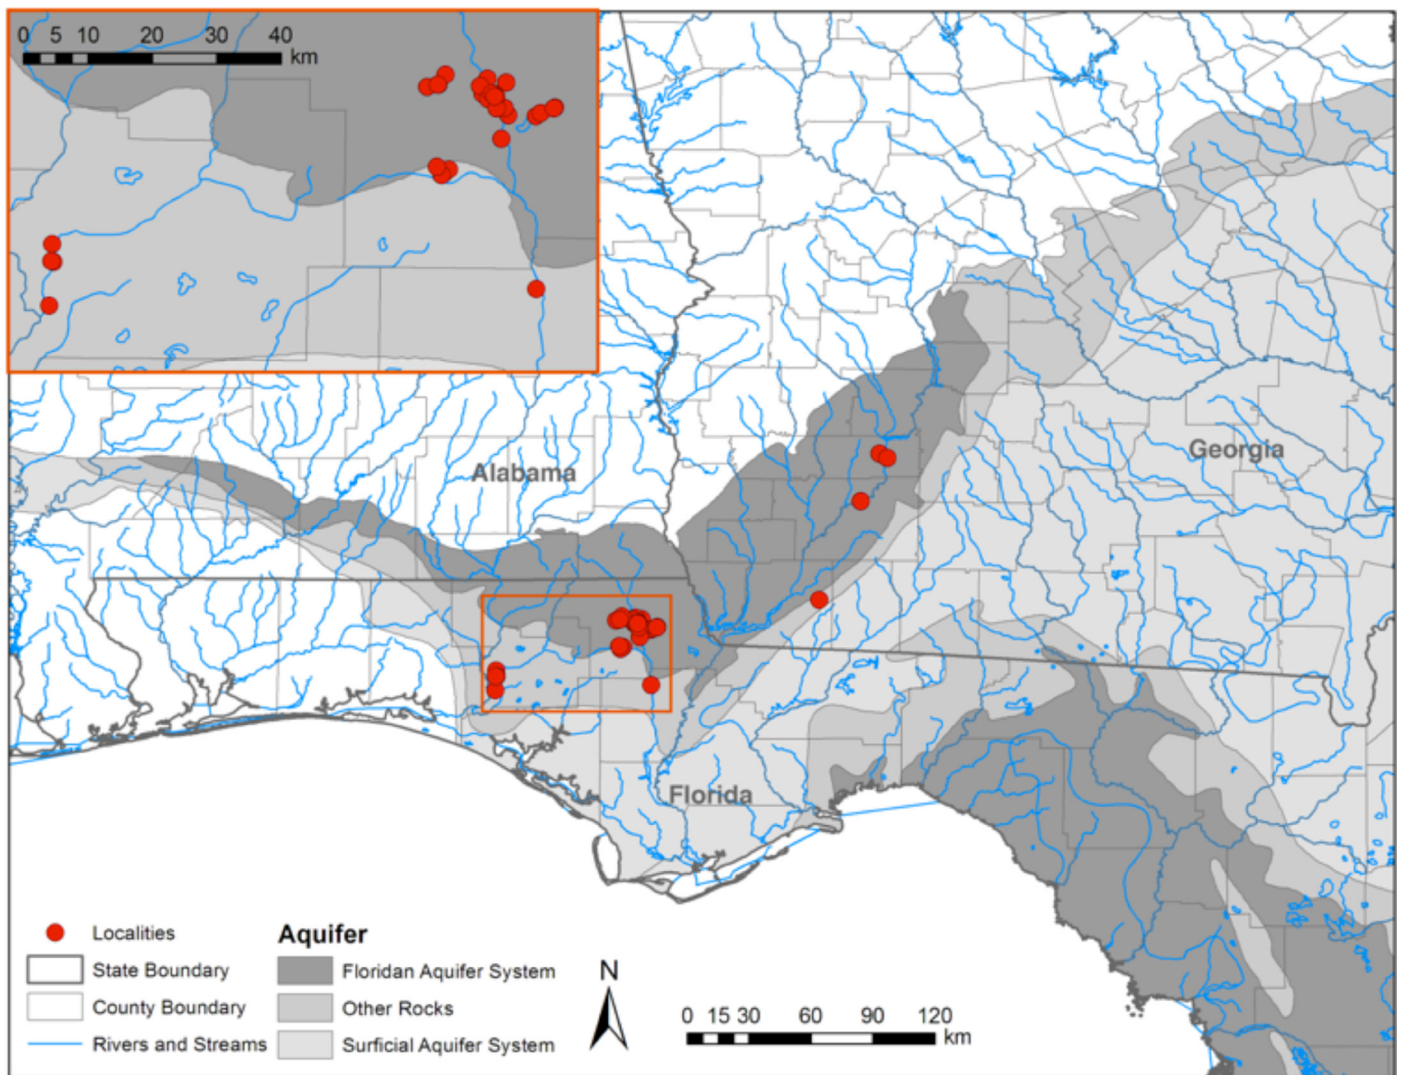 0 5 10 20 30 40
km
Alabama
Georgia
Florida
Localities
State Boundary
County Boundary
Rivers and Streams
Aquifer
Floridan Aquifer System
Other Rocks
Surficial Aquifer System
N
0 15 30 60 90 120
km